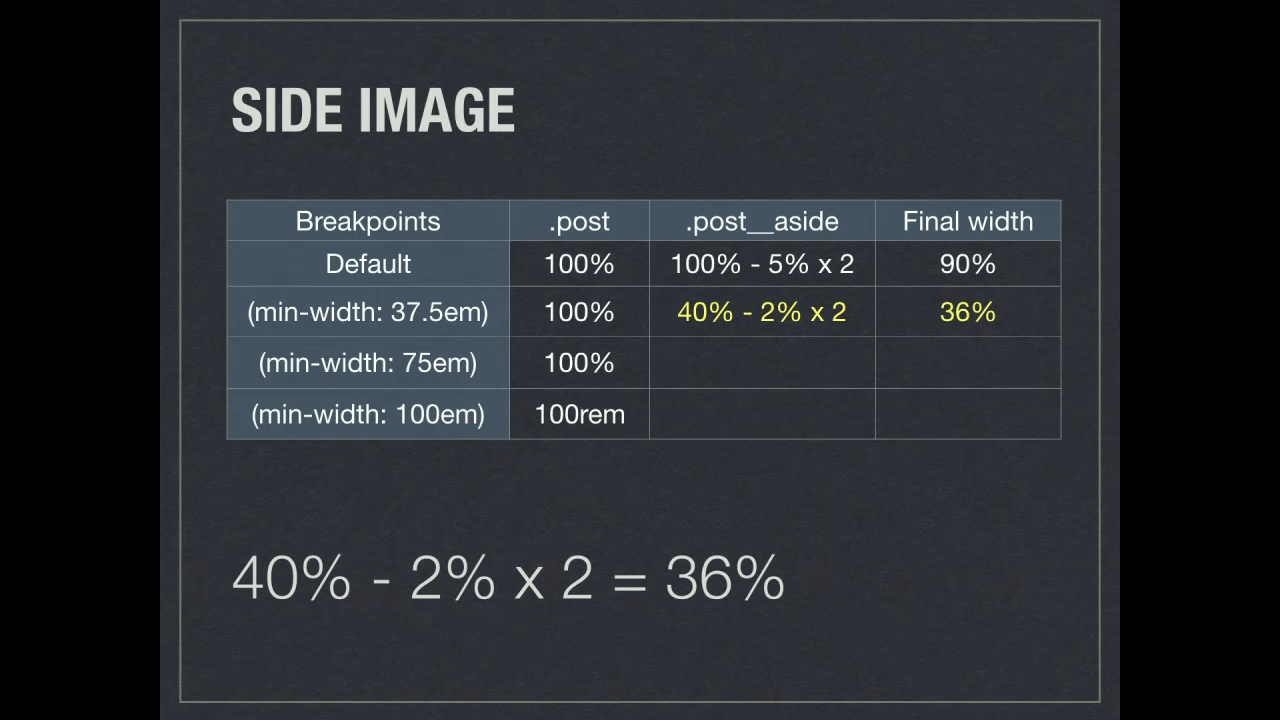 SIDE IMAGE
Breakpoints .post .post__aside Final width
Default 100% 100% - 5% x 2 90%
(min-width: 37.5em) 100% 40% - 2% x 2 36%
(min-width: 75em) 100%
(min-width: 100em) 100rem
40% - 2% x 2 = 36%